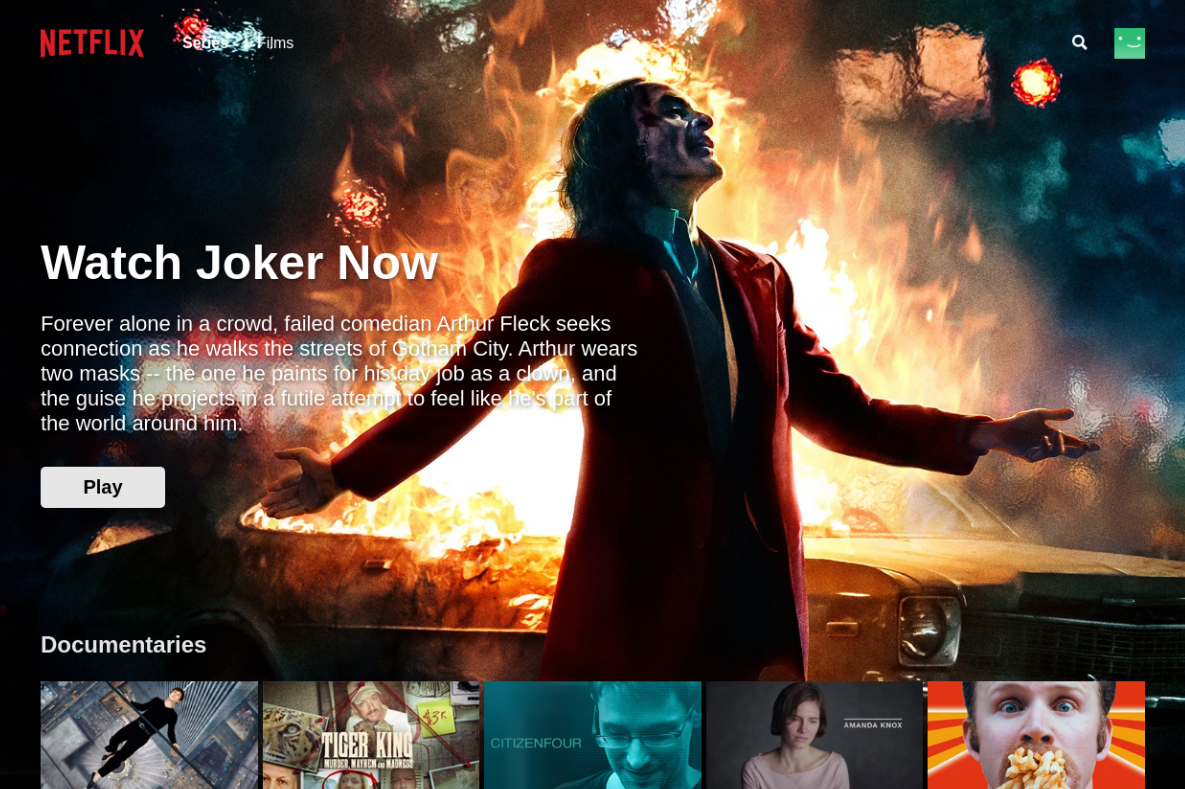 NETFLIX
Series Films
Watch Joker Now
Forever alone in a crowd, failed comedian Arthur Fleck seeks
connection as he walks the streets of Gotham City. Arthur wears
two masks -- the one he paints for his day job as a clown, and
the guise he projects in a futile attempt to feel like he's part of
the world around him.
Play
Documentaries
$3K
TIGER KING
MURDER, MAYHEM AND MADNESS
CITIZENFOUR
AMANDA KNOX